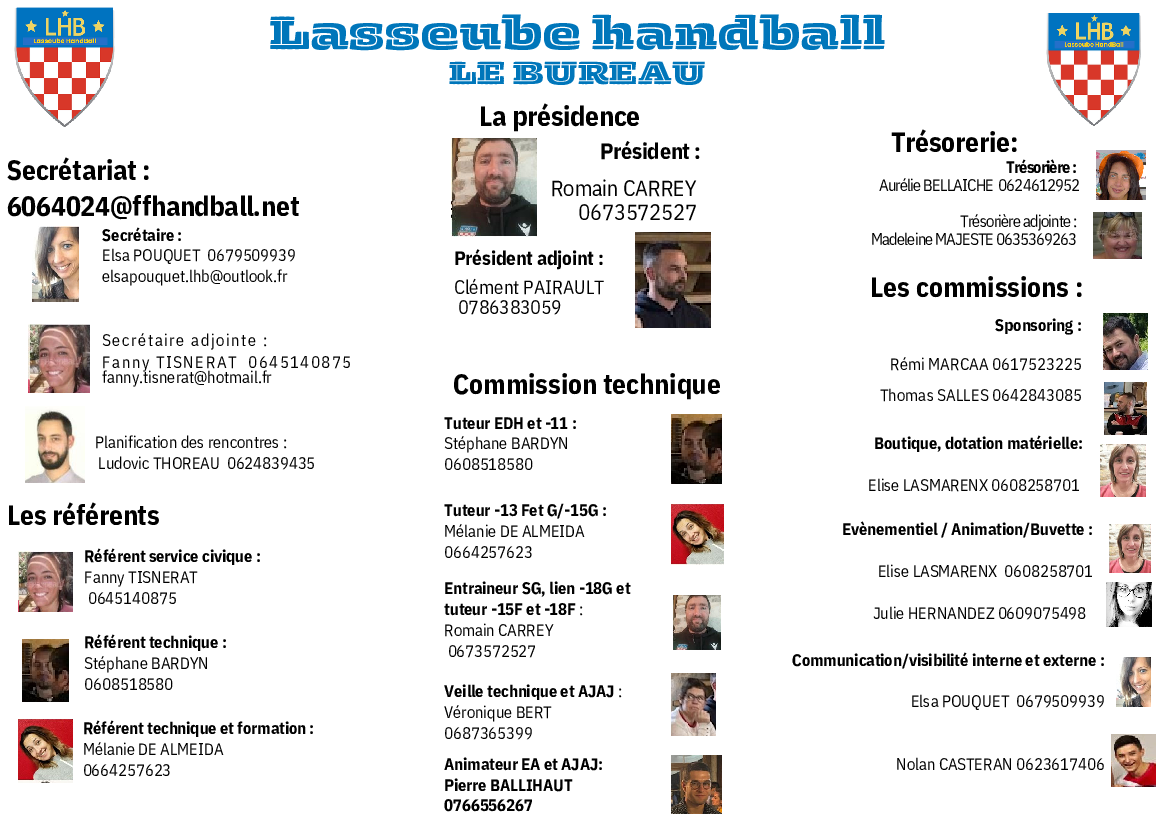 LHB
Lasseube HandBall
Lasseube handball
LE BUREAU
LHB
Lasseube HandBall
La présidence
Président :
Romain CARREY
0673572527
Président adjoint :
Clément PAIRAULT
0786383059
Secrétariat :
6064024@ffhandball.net
Secrétaire :
Elsa POUQUET 0679509939
elsapouquet.lhb@outlook.fr
Secrétaire adjointe :
Fanny TISNERAT 0645140875
fanny.tisnerat@hotmail.fr
Planification des rencontres :
Ludovic THOREAU 0624839435
Les référents
Référent service civique :
Fanny TISNERAT
0645140875
Référent technique :
Stéphane BARDYN
0608518580
Référent technique et formation :
Mélanie DE ALMEIDA
0664257623
Commission technique
Tuteur EDH et -11 :
Stéphane BARDYN
0608518580
Tuteur -13 Fet G/-15G :
Mélanie DE ALMEIDA
0664257623
Entraineur SG, lien -18G et
tuteur -15F et -18F :
Romain CARREY
0673572527
Veille technique et AJAJ :
Véronique BERT
0687365399
Animateur EA et AJAJ:
Pierre BALLIHAUT
0766556267
Trésorerie:
Trésorière :
Aurélie BELLAICHE 0624612952
Trésorière adjointe :
Madeleine MAJESTE 0635369263
Les commissions :
Sponsoring :
Rémi MARCAA 0617523225
Thomas SALLES 0642843085
Boutique, dotation matérielle:
Elise LASMARENX 0608258701
Evènementiel / Animation/Buvette :
Elise LASMARENX 0608258701
Julie HERNANDEZ 0609075498
Communication/visibilité interne et externe :
Elsa POUQUET 0679509939
Nolan CASTERAN 0623617406